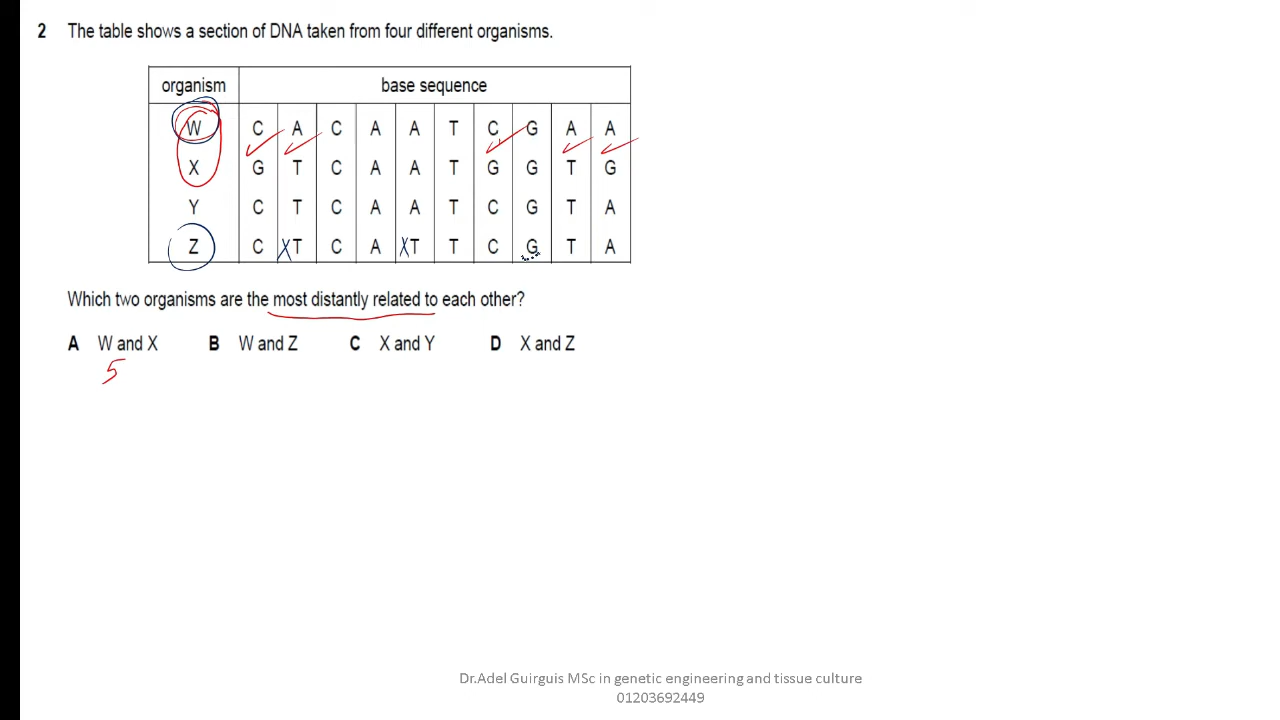 2 The table shows a section of DNA taken from four different organisms.
organism base sequence
W C A C A A T C G A A
X G T C A A T G G T G
Y C T C A A T C G T A
Z C XT C A XT T C G T A
Which two organisms are the most distantly related to each other?
A W and X B W and Z C X and Y D X and Z
5
Dr.Adel Guirguis MSc in genetic engineering and tissue culture
01203692449